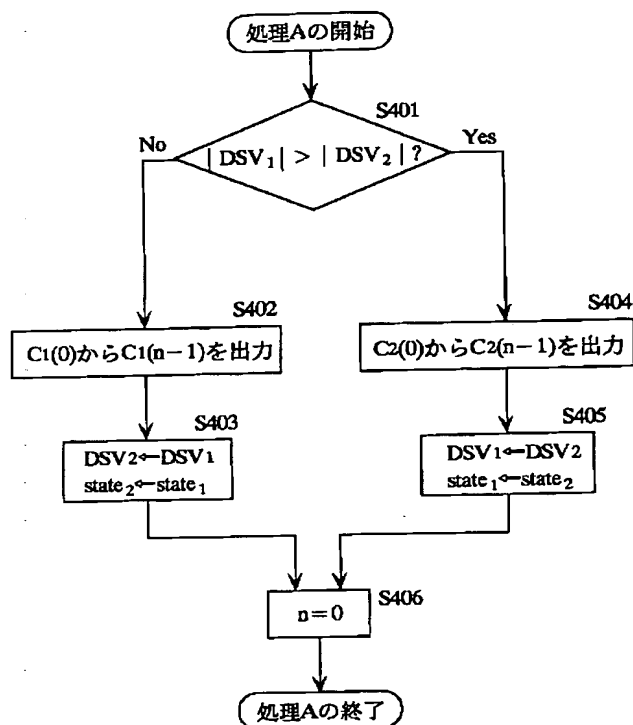 処理Aの開始
S401
No
Yes
| DSV₁| > | DSV₂ | ?
S402
S404
C1(0)からC1(n−1)を出力
C2(0)からC2(n−1)を出力
S403
S405
DSV2←DSV1
state₂←state₁
DSV1←DSV2
state₁←state₂
S406
n=0
処理Aの終了